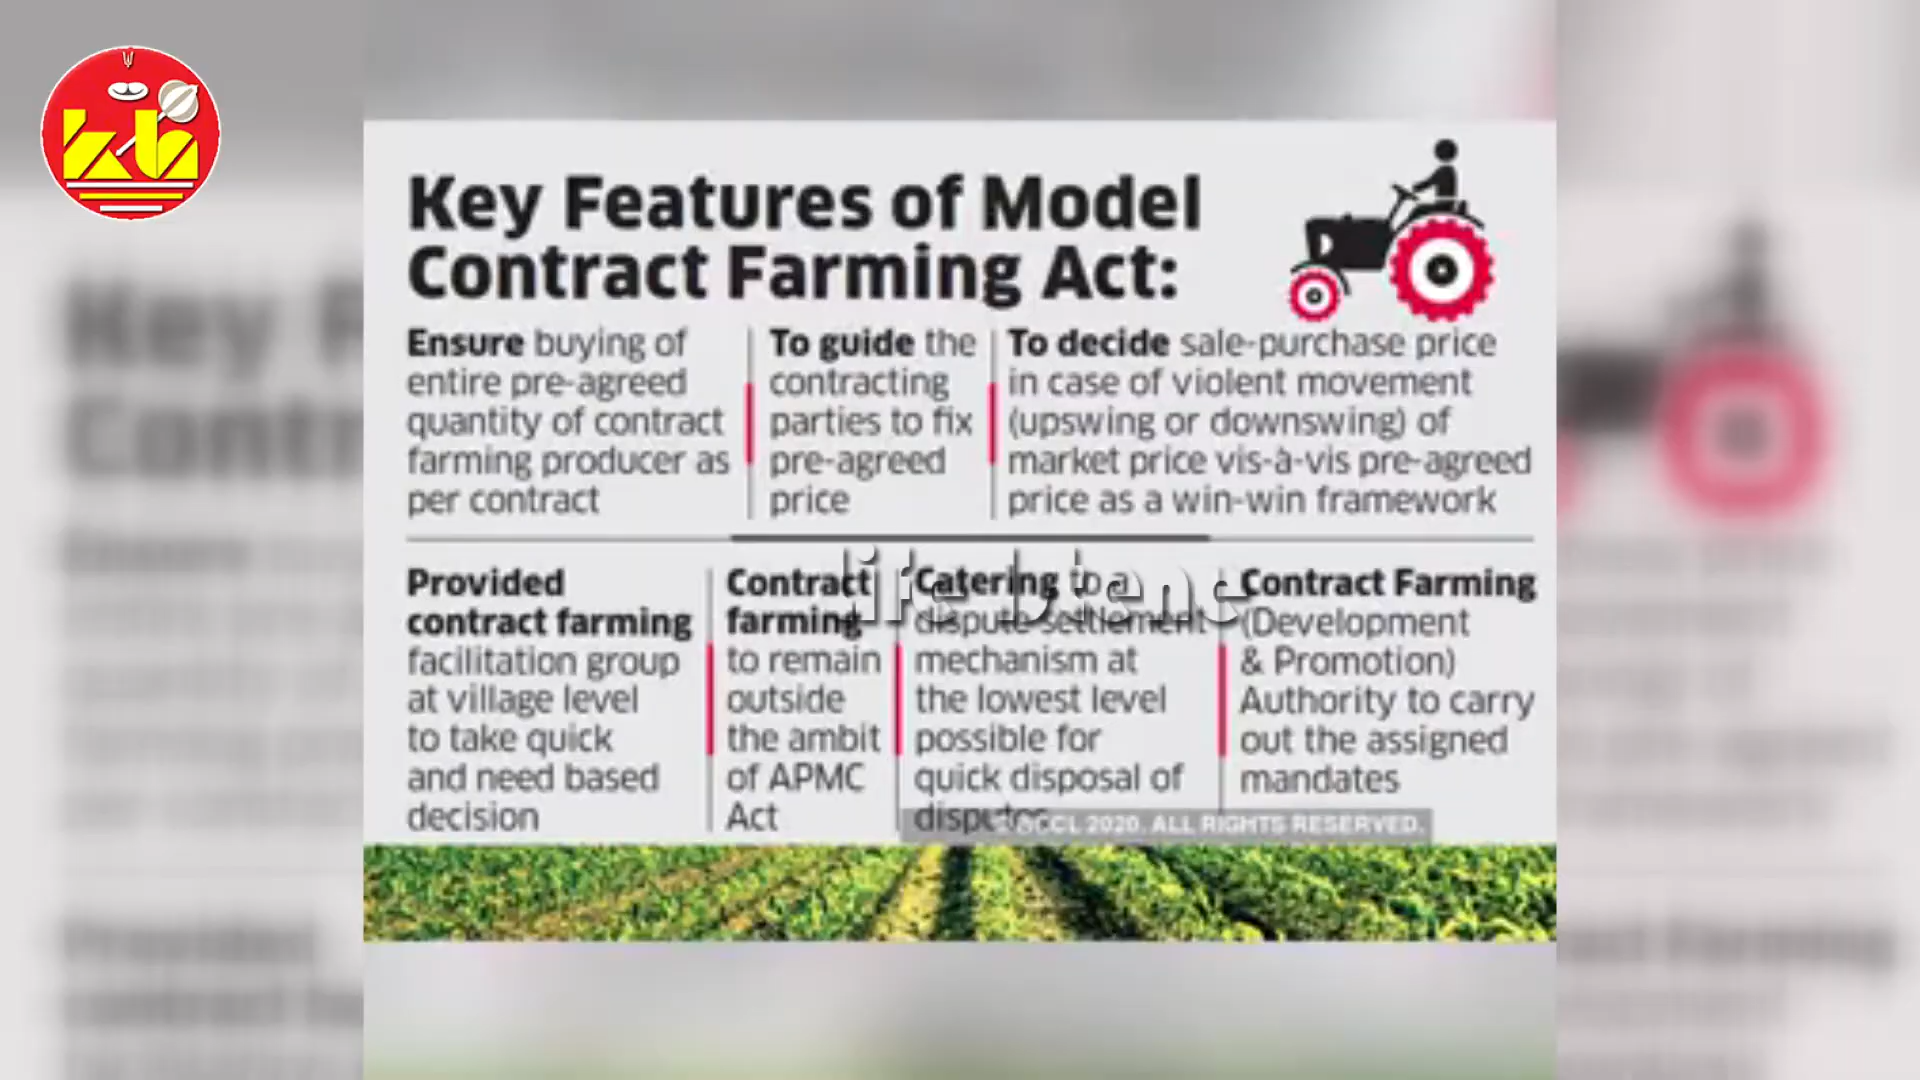 Key Features of Model
Contract Farming Act:
Ensure buying of
entire pre-agreed
quantity of contract
farming producer as
per contract
To guide the
contracting
parties to fix
pre-agreed
price
To decide sale-purchase price
in case of violent movement
(upswing or downswing) of
market price vis-à-vis pre-agreed
price as a win-win framework
Provided
contract farming
facilitation group
at village level
to take quick
and need based
decision
Contract
farming
to remain
outside
the ambit
of APMC
Act
Catering to a
dispute settlement
mechanism at
the lowest level
possible for
quick disposal of
disputes
Contract Farming
(Development
& Promotion)
Authority to carry
out the assigned
mandates
2020. ALL RIGHTS RESERVED.